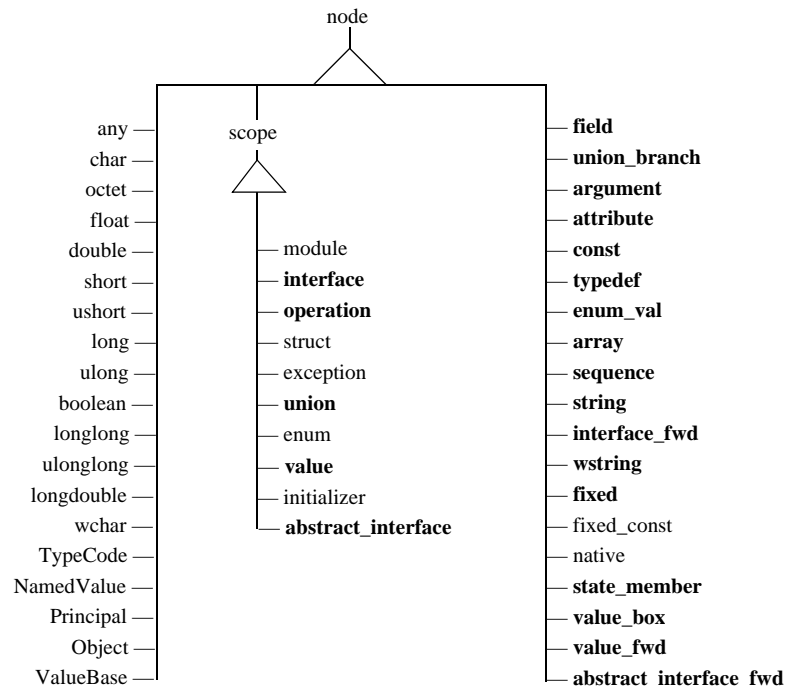 node
scope
any
char
octet
float
double
short
ushort
long
ulong
boolean
longlong
ulonglong
longdouble
wchar
TypeCode
NamedValue
Principal
Object
ValueBase
module
interface
operation
struct
exception
union
enum
value
initializer
abstract_interface
field
union_branch
argument
attribute
const
typedef
enum_val
array
sequence
string
interface_fwd
wstring
fixed
fixed_const
native
state_member
value_box
value_fwd
abstract_interface_fwd